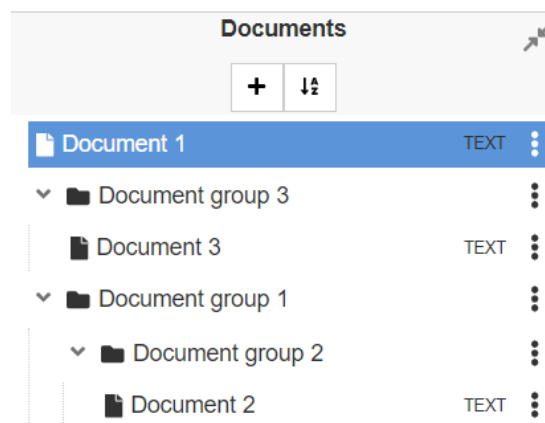 Documents
Document 1 TEXT
Document group 3
Document 3 TEXT
Document group 1
Document group 2
Document 2 TEXT